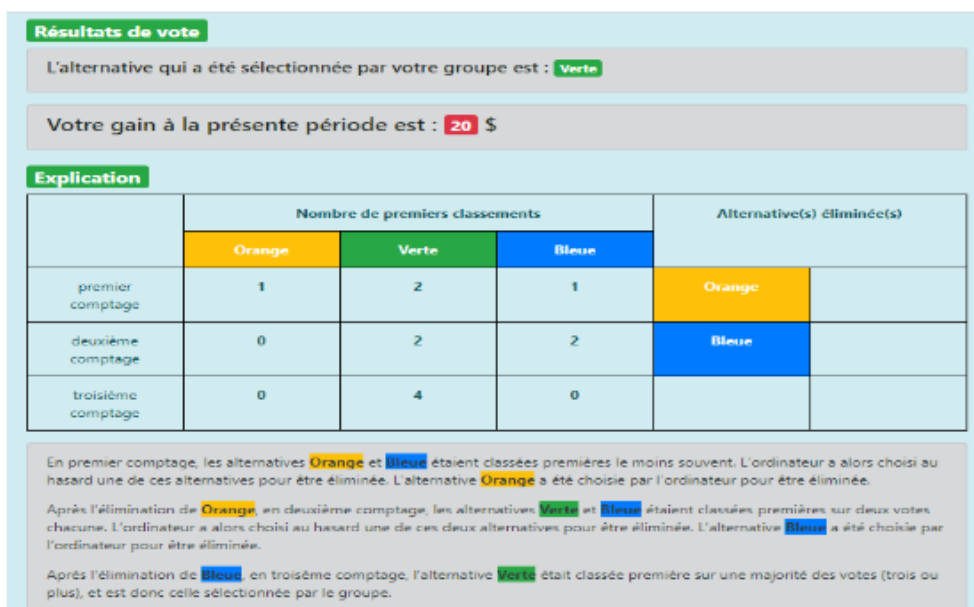 Résultats de vote
L'alternative qui a été sélectionnée par votre groupe est : Verte
Votre gain à la présente période est : 20 $
Explication
Nombre de premiers classements Alternative(s) éliminée(s)
Orange Verte Bleue
premier comptage 1 2 1 Orange
deuxième comptage 0 2 2 Bleue
troisième comptage 0 4 0
En premier comptage, les alternatives Orange et Bleue étaient classées premières le moins souvent. L'ordinateur a alors choisi au
hasard une de ces alternatives pour être éliminée. L'alternative Orange a été choisie par l'ordinateur pour être éliminée.
Après l'élimination de Orange, en deuxième comptage, les alternatives Verte et Bleue étaient classées premières sur deux votes
chacune. L'ordinateur a alors choisi au hasard une de ces deux alternatives pour être éliminée. L'alternative Bleue a été choisie par
l'ordinateur pour être éliminée.
Après l'élimination de Bleue, en troisème comptage, l'alternative Verte était classée première sur une majorité des votes (trois ou
plus), et est donc celle sélectionnée par le groupe.